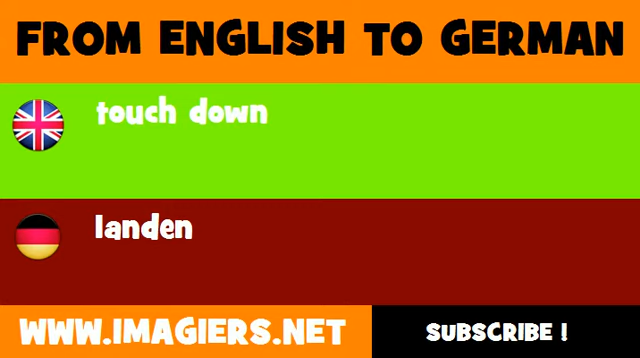 FROM ENGLISH TO GERMAN
touch down
landen
WWW.IMAGIERS.NET
SUBSCRIBE !